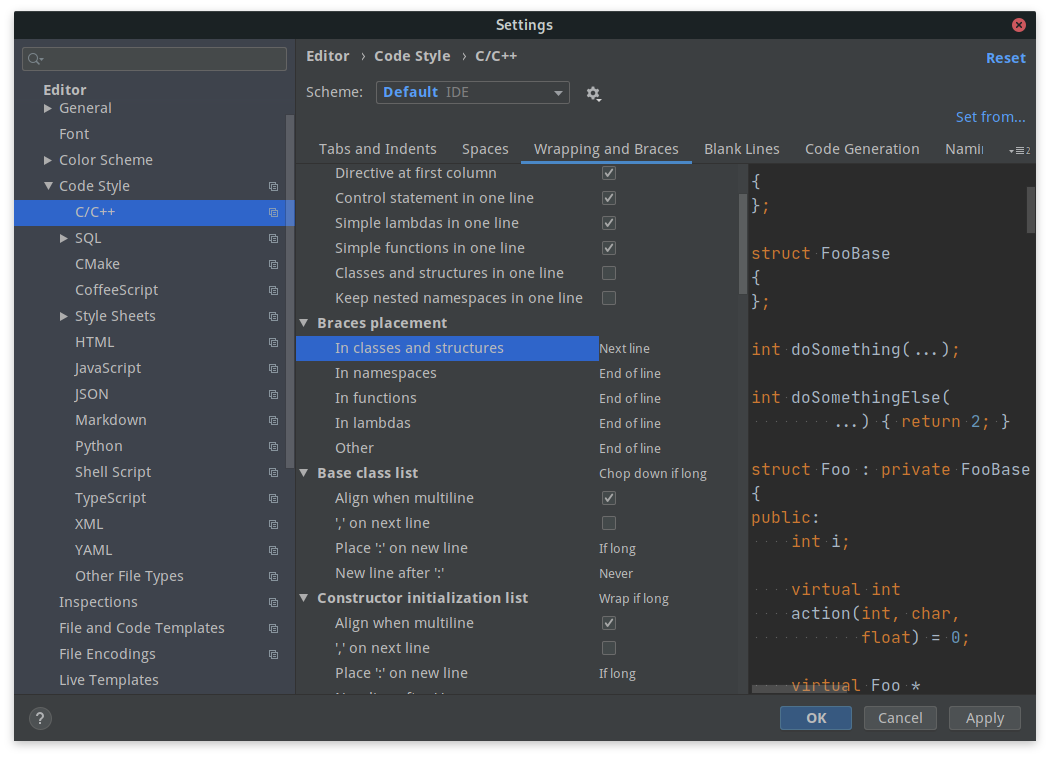 Settings
Editor › Code Style › C/C++
Reset
Scheme: Default IDE
Set from...
Editor
General
Font
Color Scheme
Code Style
C/C++
SQL
CMake
CoffeeScript
Style Sheets
HTML
JavaScript
JSON
Markdown
Python
Shell Script
TypeScript
XML
YAML
Other File Types
Inspections
File and Code Templates
File Encodings
Live Templates
Tabs and Indents Spaces Wrapping and Braces Blank Lines Code Generation
Directive at first column
Control statement in one line
Simple lambdas in one line
Simple functions in one line
Classes and structures in one line
Keep nested namespaces in one line
Braces placement
In classes and structures Next line
In namespaces End of line
In functions End of line
In lambdas End of line
Other End of line
Base class list Chop down if long
Align when multiline
',' on next line
Place ':' on new line If long
New line after ':' Never
Constructor initialization list Wrap if long
Align when multiline
',' on next line
Place ':' on new line If long
{
};
struct FooBase
{
};
int doSomething(...);
int doSomethingElse(
...) { return 2; }
struct Foo : private FooBase
{
public:
int i;
virtual int
action(int, char,
float) = 0;
virtual Foo *
?
OK Cancel Apply